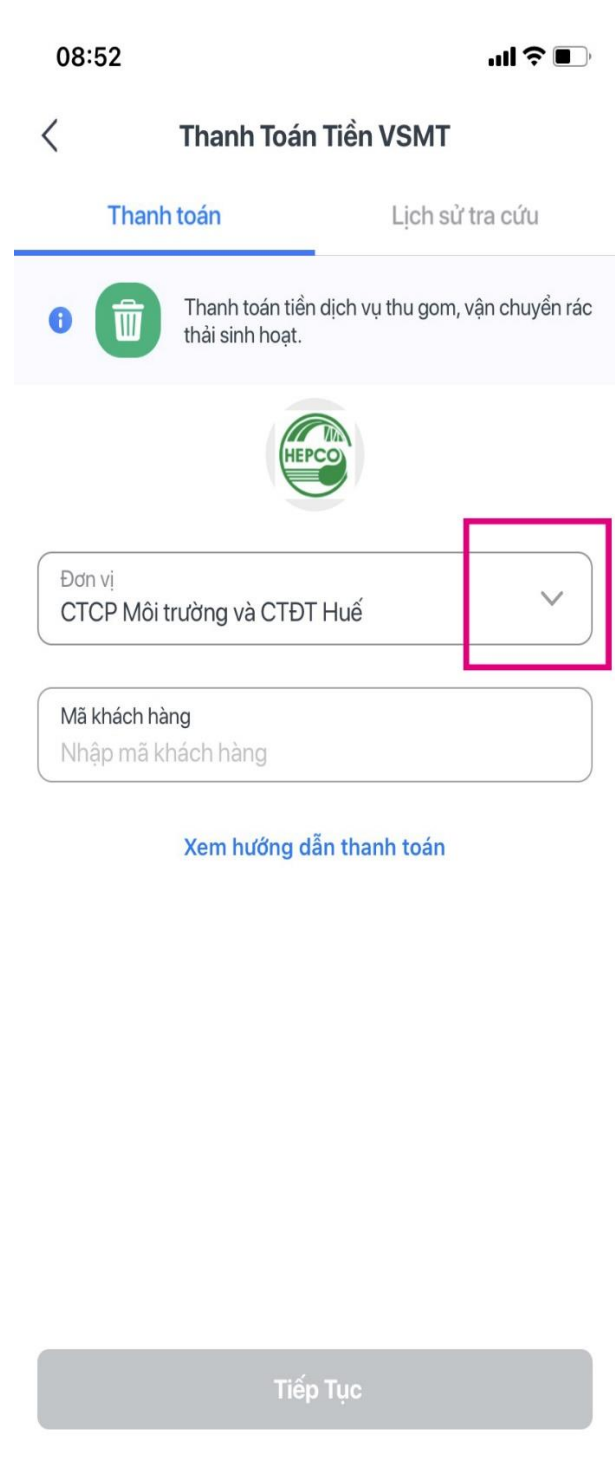 08:52
Thanh Toán Tiền VSMT
Thanh toán
Lịch sử tra cứu
Thanh toán tiền dịch vụ thu gom, vận chuyển rác
thải sinh hoạt.
HEPCO
Đơn vị
CTCP Môi trường và CTĐT Huế
Mã khách hàng
Nhập mã khách hàng
Xem hướng dẫn thanh toán
Tiếp Tục